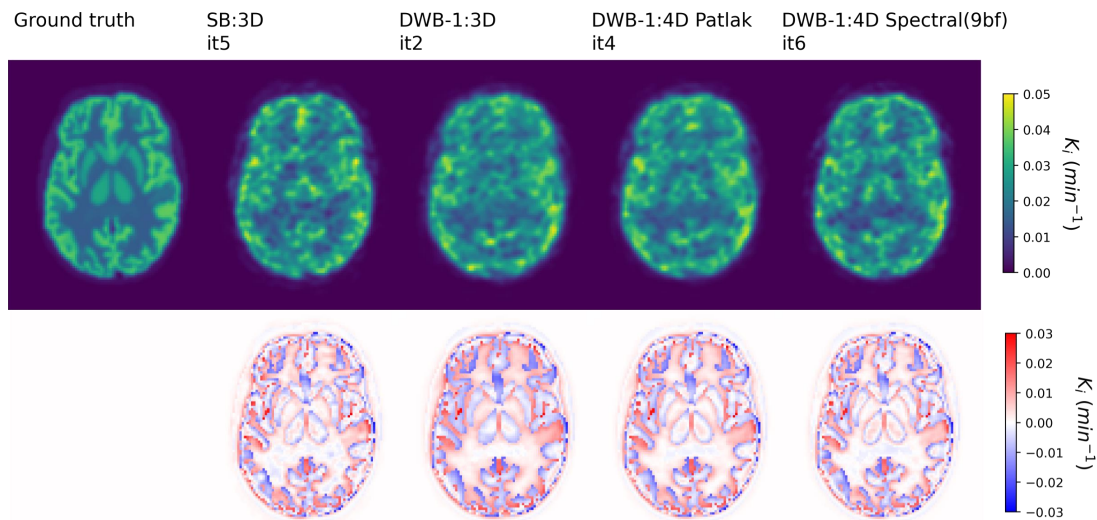 Ground truth
SB:3D
it5
DWB-1:3D
it2
DWB-1:4D Patlak
it4
DWB-1:4D Spectral(9bf)
it6
0.05
0.04
0.03
0.02
0.01
0.00
K_i (min^{-1})
0.03
0.02
0.01
0.00
−0.01
−0.02
−0.03
K_i (min^{-1})